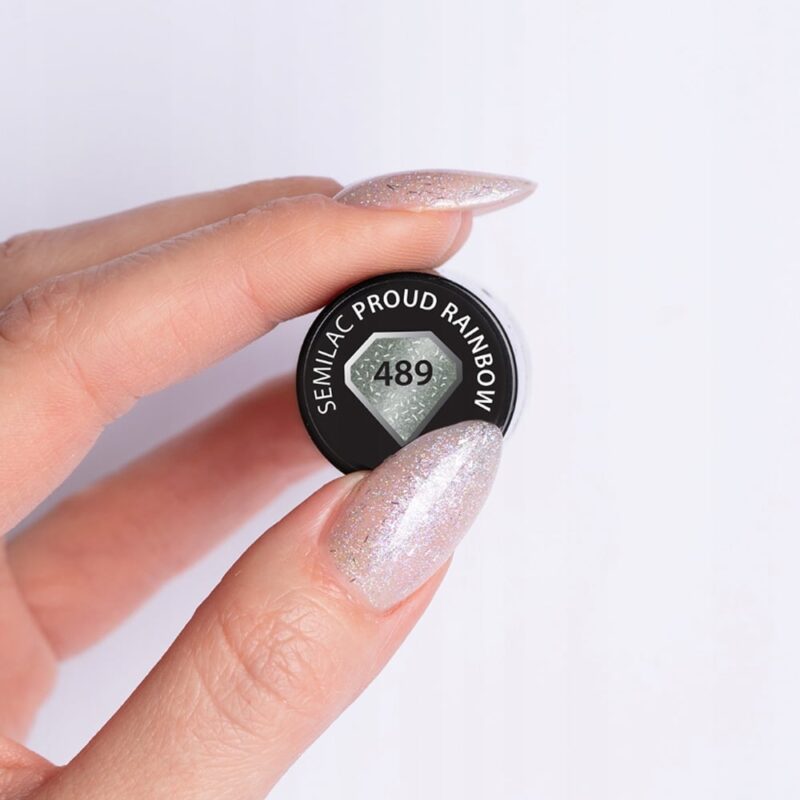 SEMILAC PROUD RAINBOW
489